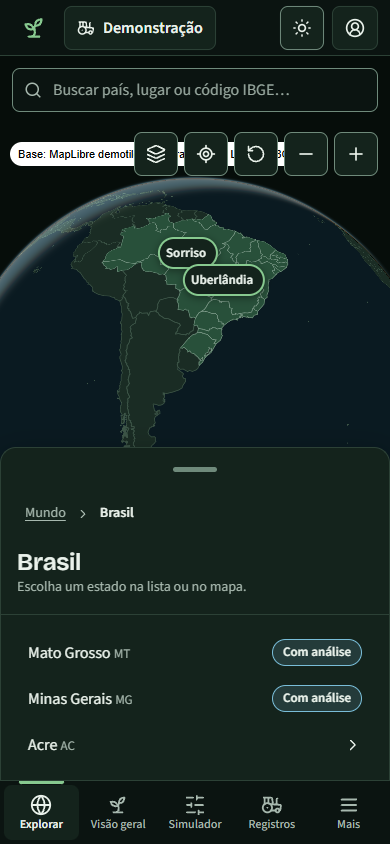 Demonstração
Buscar país, lugar ou código IBGE…
Base: MapLibre
Sorriso
Uberlândia
Mundo > Brasil
Brasil
Escolha um estado na lista ou no mapa.
Mato Grosso MT Com análise
Minas Gerais MG Com análise
Acre AC
Explorar Visão geral Simulador Registros Mais